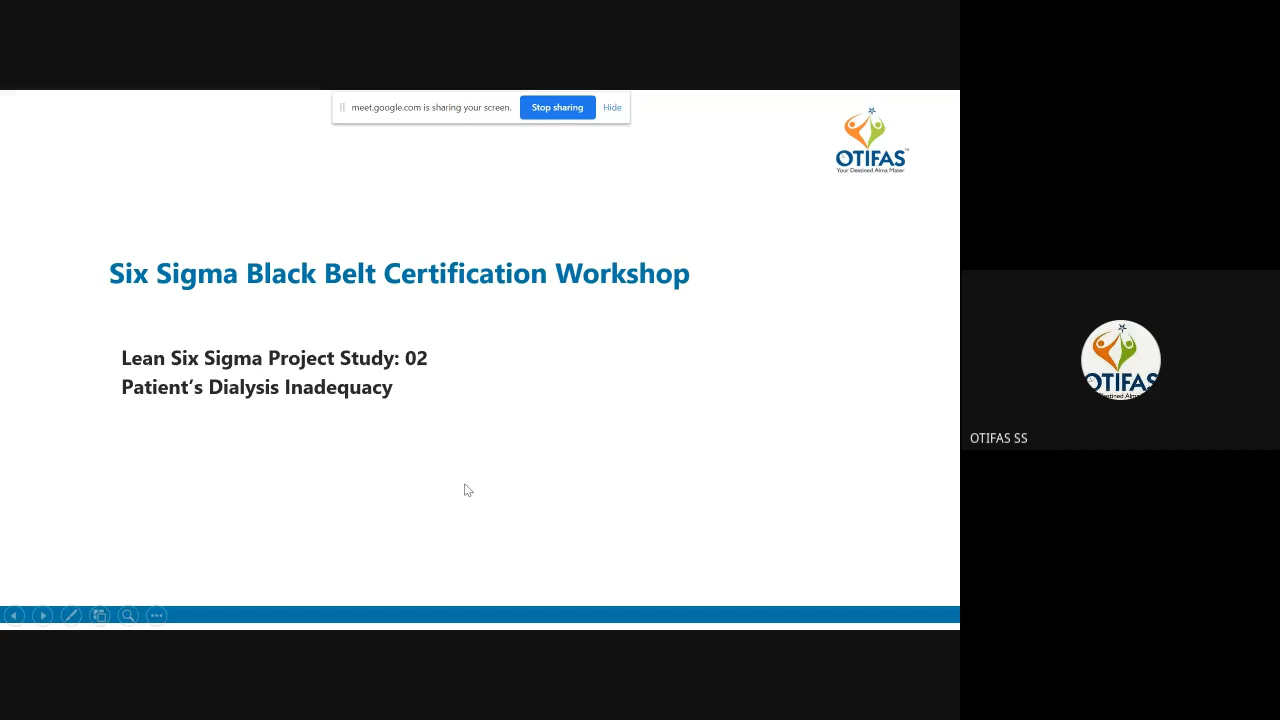 meet.google.com is sharing your screen. Stop sharing Hide
OTIFAS™
Your Destined Alma Mater
Six Sigma Black Belt Certification Workshop
Lean Six Sigma Project Study: 02
Patient’s Dialysis Inadequacy
OTIFAS
OTIFAS SS